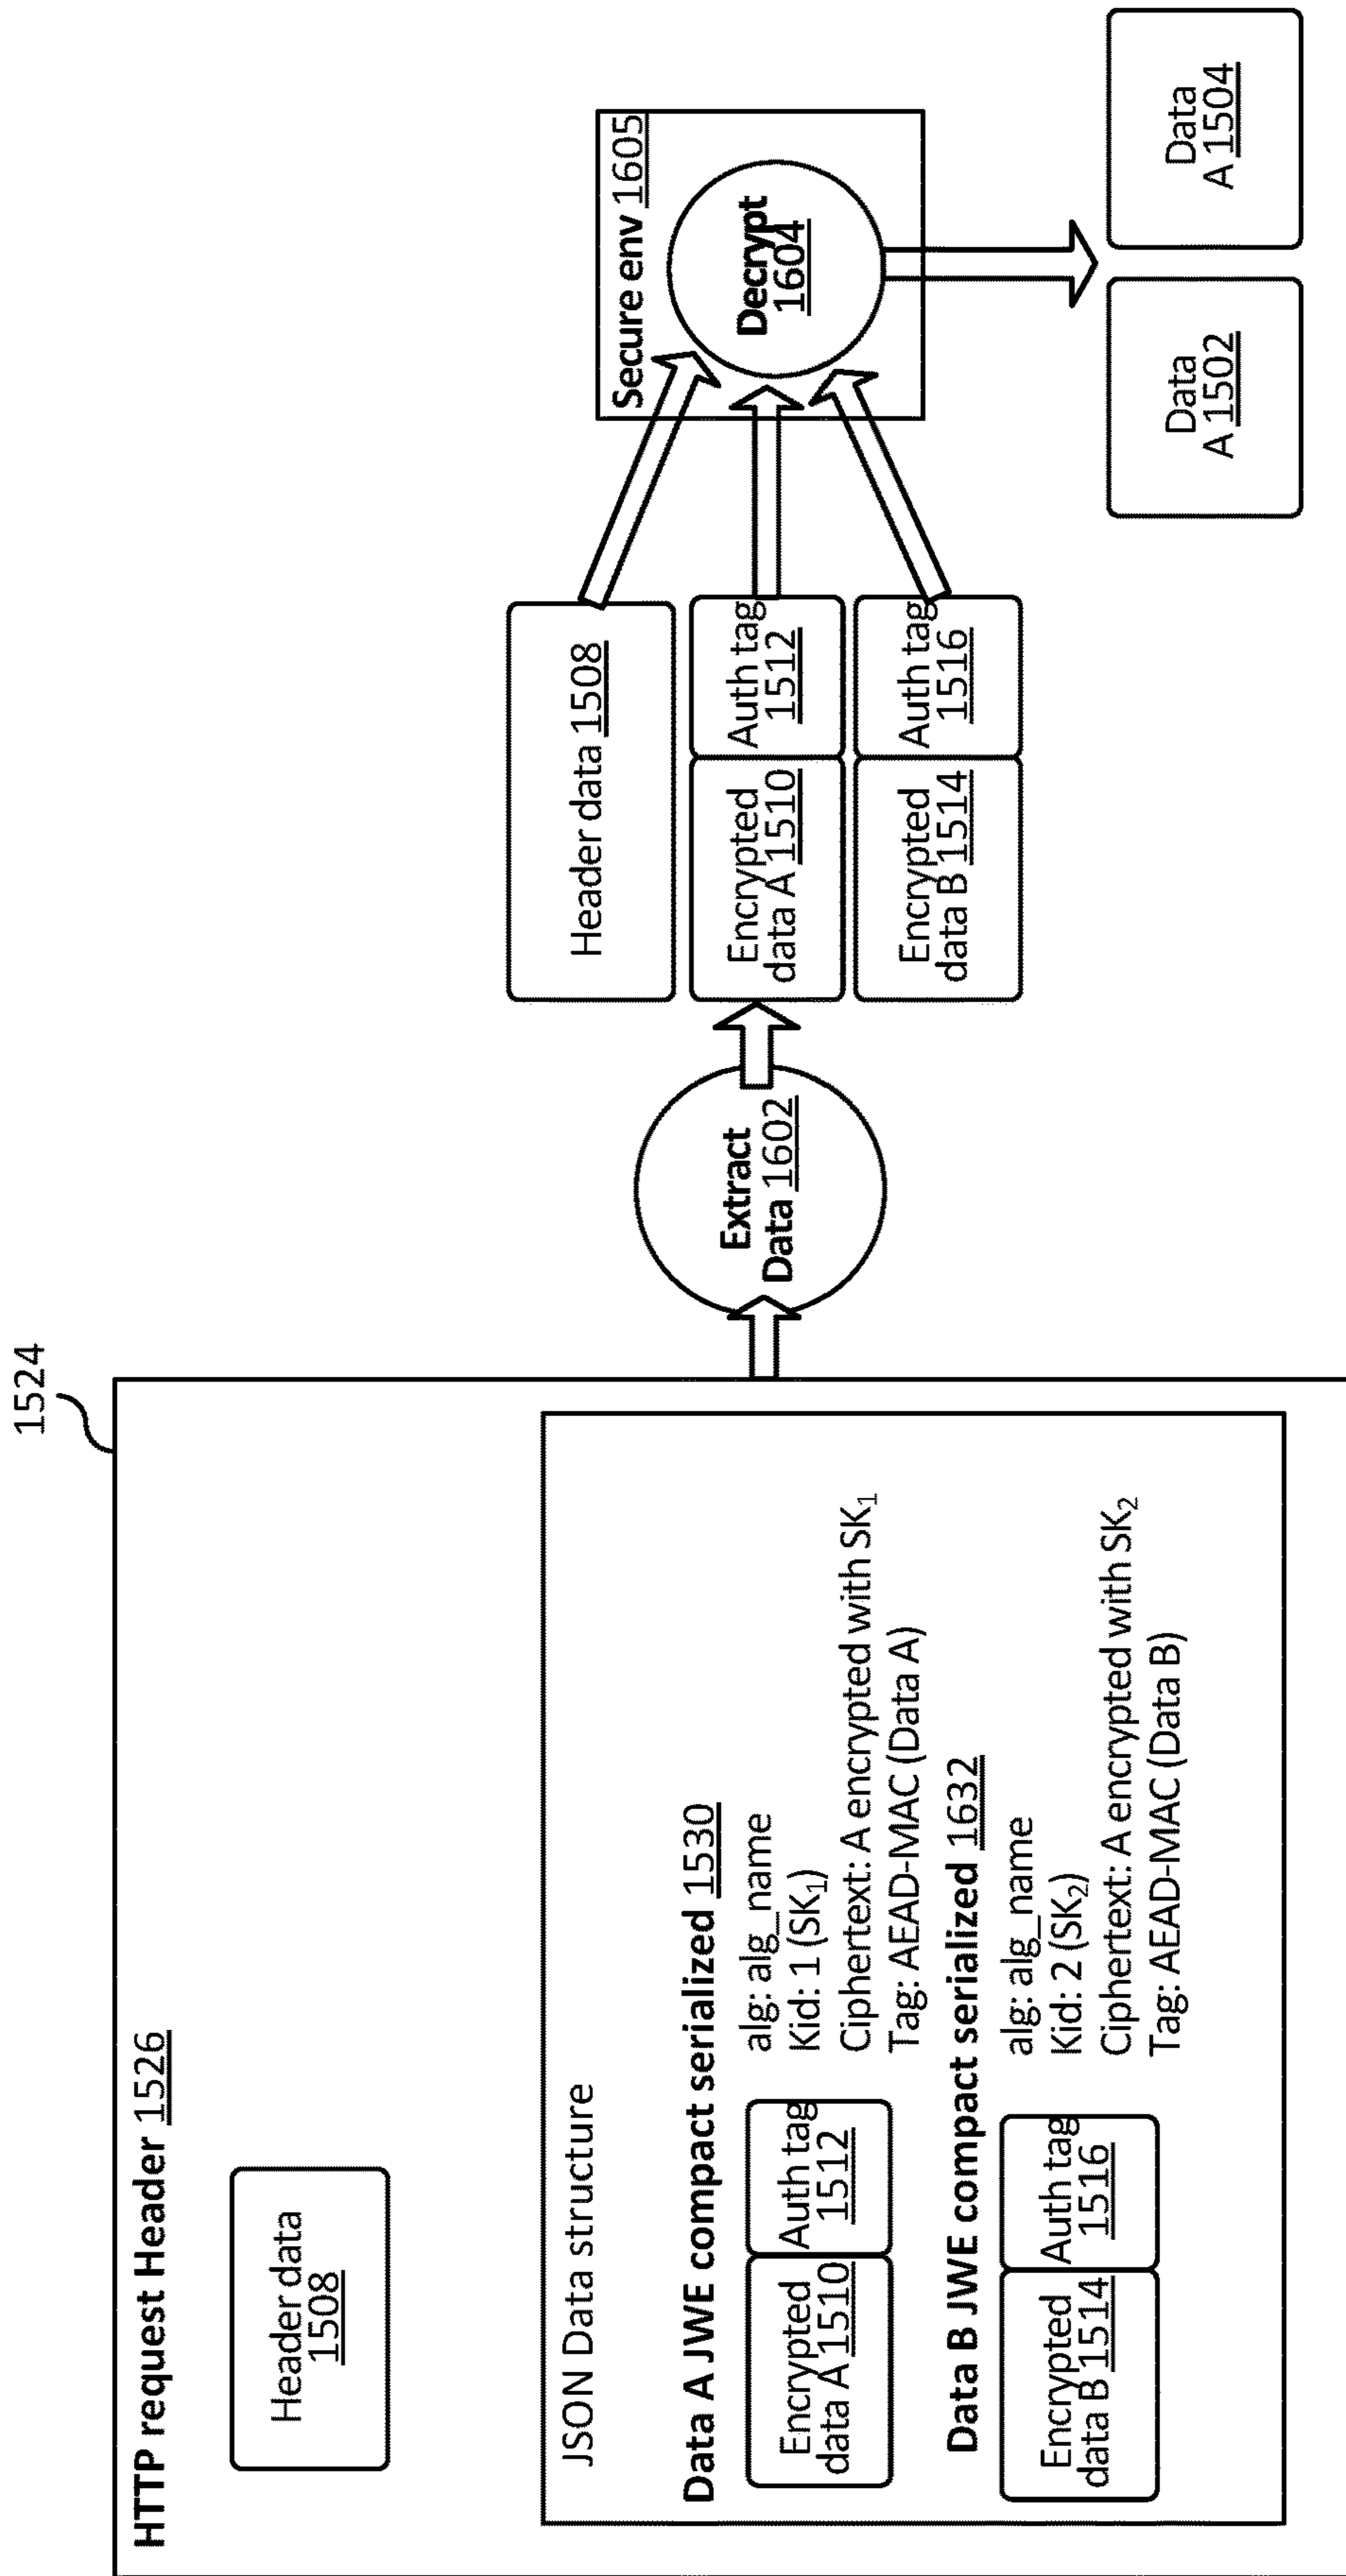 1524
HTTP request Header 1526
Header data
1508
JSON Data structure
Data A JWE compact serialized 1530
Encrypted
data A 1510
Auth tag
1512
alg: alg_name
Kid: 1 (SK₁)
Ciphertext: A encrypted with SK₁
Tag: AEAD-MAC (Data A)
Data B JWE compact serialized 1632
Encrypted
data B 1514
Auth tag
1516
alg: alg_name
Kid: 2 (SK₂)
Ciphertext: A encrypted with SK₂
Tag: AEAD-MAC (Data B)
Extract
Data 1602
Header data 1508
Encrypted
data A 1510
Auth tag
1512
Encrypted
data B 1514
Auth tag
1516
Secure env 1605
Decrypt
1604
Data
A 1502
Data
A 1504